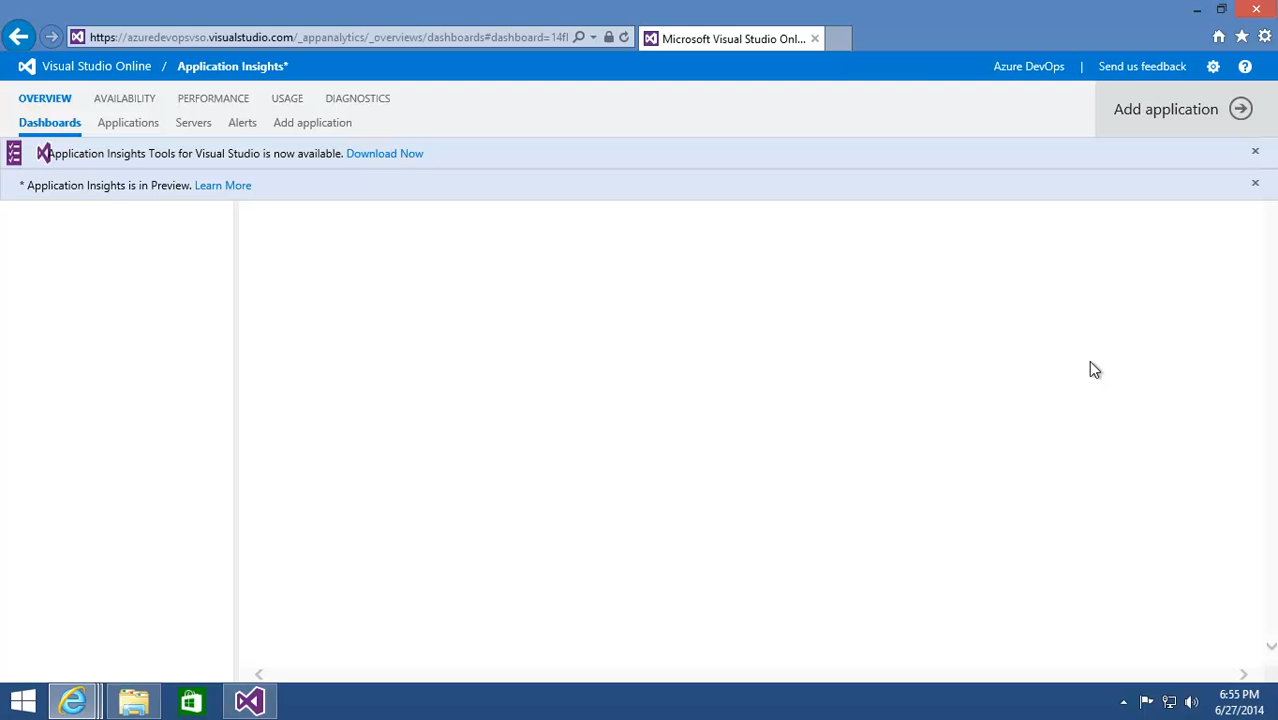 https://azuredevopsvso.visualstudio.com/_appanalytics/_overviews/dashboards#dashboard=14fl
Microsoft Visual Studio Onl...
Visual Studio Online / Application Insights*
Azure DevOps | Send us feedback
OVERVIEW AVAILABILITY PERFORMANCE USAGE DIAGNOSTICS
Add application
Dashboards Applications Servers Alerts Add application
Application Insights Tools for Visual Studio is now available. Download Now
* Application Insights is in Preview. Learn More
6:55 PM
6/27/2014